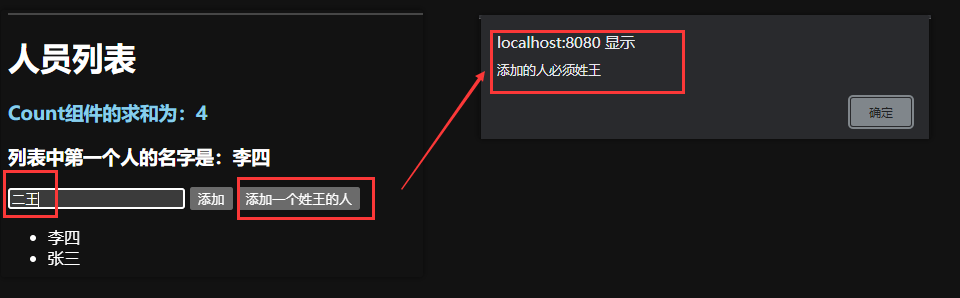 人员列表
Count组件的求和为：4
列表中第一个人的名字是：李四
二王 添加 添加一个姓王的人
李四
张三
localhost:8080 显示
添加的人必须姓王
确定